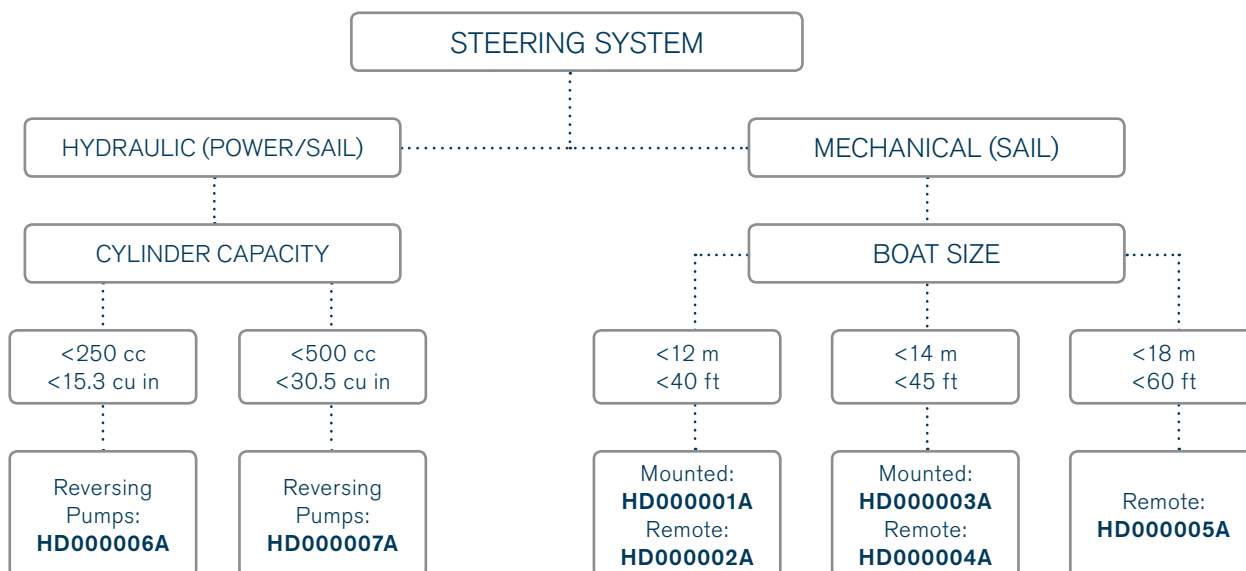 STEERING SYSTEM
HYDRAULIC (POWER/SAIL)
MECHANICAL (SAIL)
CYLINDER CAPACITY
BOAT SIZE
<250 cc
<15.3 cu in
<500 cc
<30.5 cu in
<12 m
<40 ft
<14 m
<45 ft
<18 m
<60 ft
Reversing
Pumps:
HD000006A
Reversing
Pumps:
HD000007A
Mounted:
HD000001A
Remote:
HD000002A
Mounted:
HD000003A
Remote:
HD000004A
Remote:
HD000005A